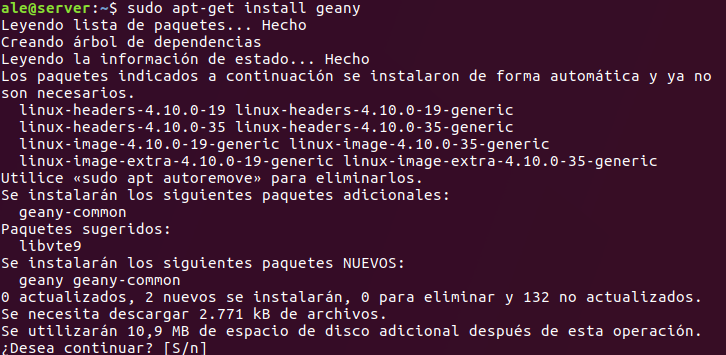 ale@server:~$ sudo apt-get install geany
Leyendo lista de paquetes... Hecho
Creando árbol de dependencias
Leyendo la información de estado... Hecho
Los paquetes indicados a continuación se instalaron de forma automática y ya no
son necesarios.
linux-headers-4.10.0-19 linux-headers-4.10.0-19-generic
linux-headers-4.10.0-35 linux-headers-4.10.0-35-generic
linux-image-4.10.0-19-generic linux-image-4.10.0-35-generic
linux-image-extra-4.10.0-19-generic linux-image-extra-4.10.0-35-generic
Utilice «sudo apt autoremove» para eliminarlos.
Se instalarán los siguientes paquetes adicionales:
geany-common
Paquetes sugeridos:
libvte9
Se instalarán los siguientes paquetes NUEVOS:
geany geany-common
0 actualizados, 2 nuevos se instalarán, 0 para eliminar y 132 no actualizados.
Se necesita descargar 2.771 kB de archivos.
Se utilizarán 10,9 MB de espacio de disco adicional después de esta operación.
¿Desea continuar? [S/n]